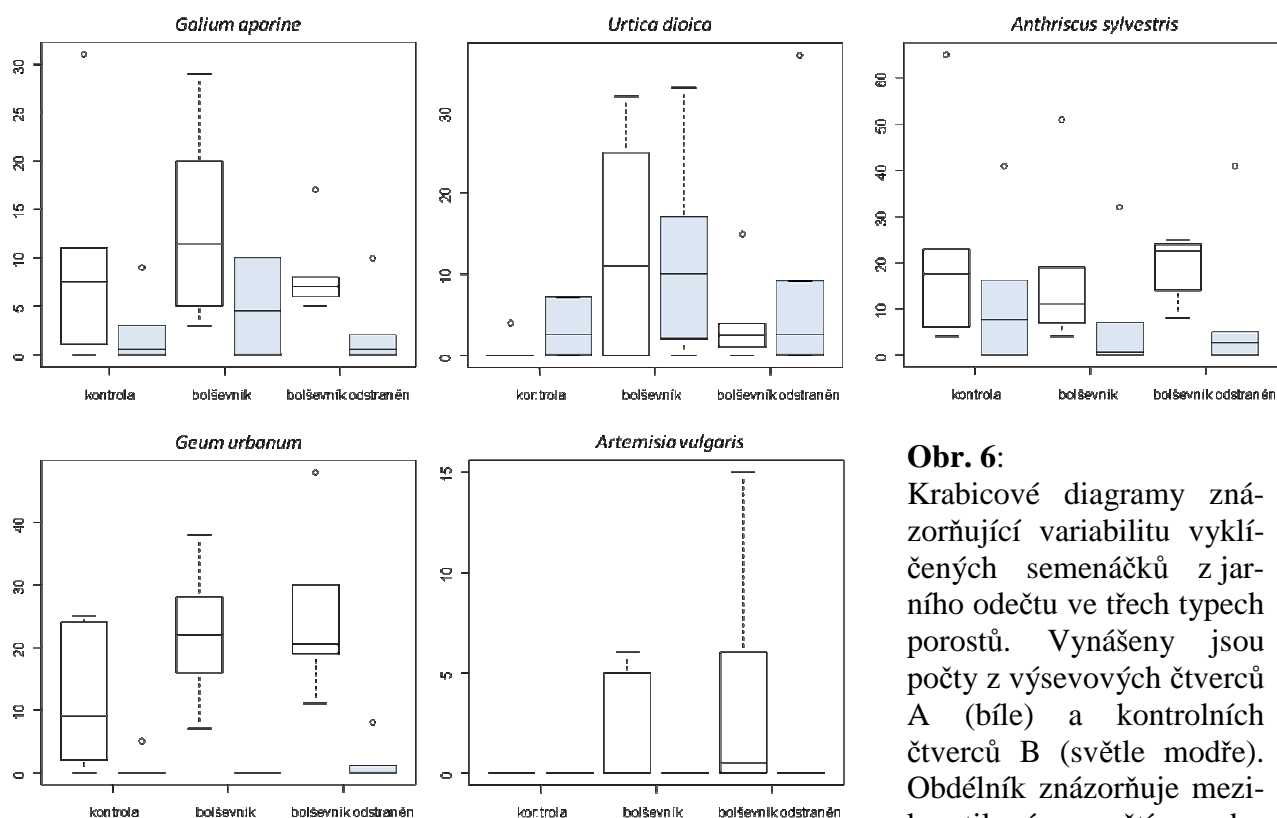 Galium aparine
30
20
15
10
5
0
kontrola
bolševník
bolševník odstraněn
Urtica dioica
30
20
10
0
kontrola
bolševník
bolševník odstraněn
Anthriscus sylvestris
60
50
40
30
20
10
0
kontrola
bolševník
bolševník odstraněn
Geum urbanum
40
30
20
10
0
kontrola
bolševník
bolševník odstraněn
Artemisia vulgaris
15
10
5
0
kontrola
bolševník
bolševník odstraněn
Obr. 6:
Krabicové diagramy zná-
zorňující variabilitu vyklí-
čených semenáčků z jar-
ního odečtu ve třech typech
porostů. Vynášeny jsou
počty z výsevových čtverců
A (bíle) a kontrolních
čtverců B (světle modře).
Obdélník znázorňuje mezi-